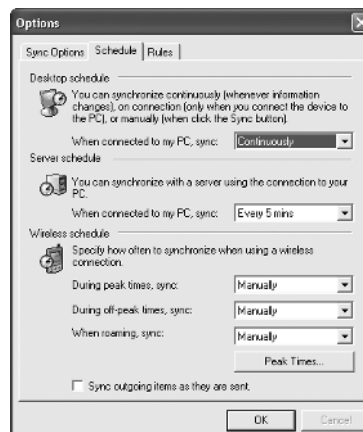 Options
Sync Options Schedule Rules
Desktop schedule
You can synchronize continuously (whenever information
changes), on connection (only when you connect the device to
the PC), or manually (when click the Sync button).
When connected to my PC, sync: Continuously
Server schedule
You can synchronize with a server using the connection to your
PC.
When connected to my PC, sync: Every 5 mins
Wireless schedule
Specify how often to synchronize when using a wireless
connection.
During peak times, sync: Manually
During off-peak times, sync: Manually
When roaming, sync: Manually
Peak Times...
Sync outgoing items as they are sent.
OK Cancel